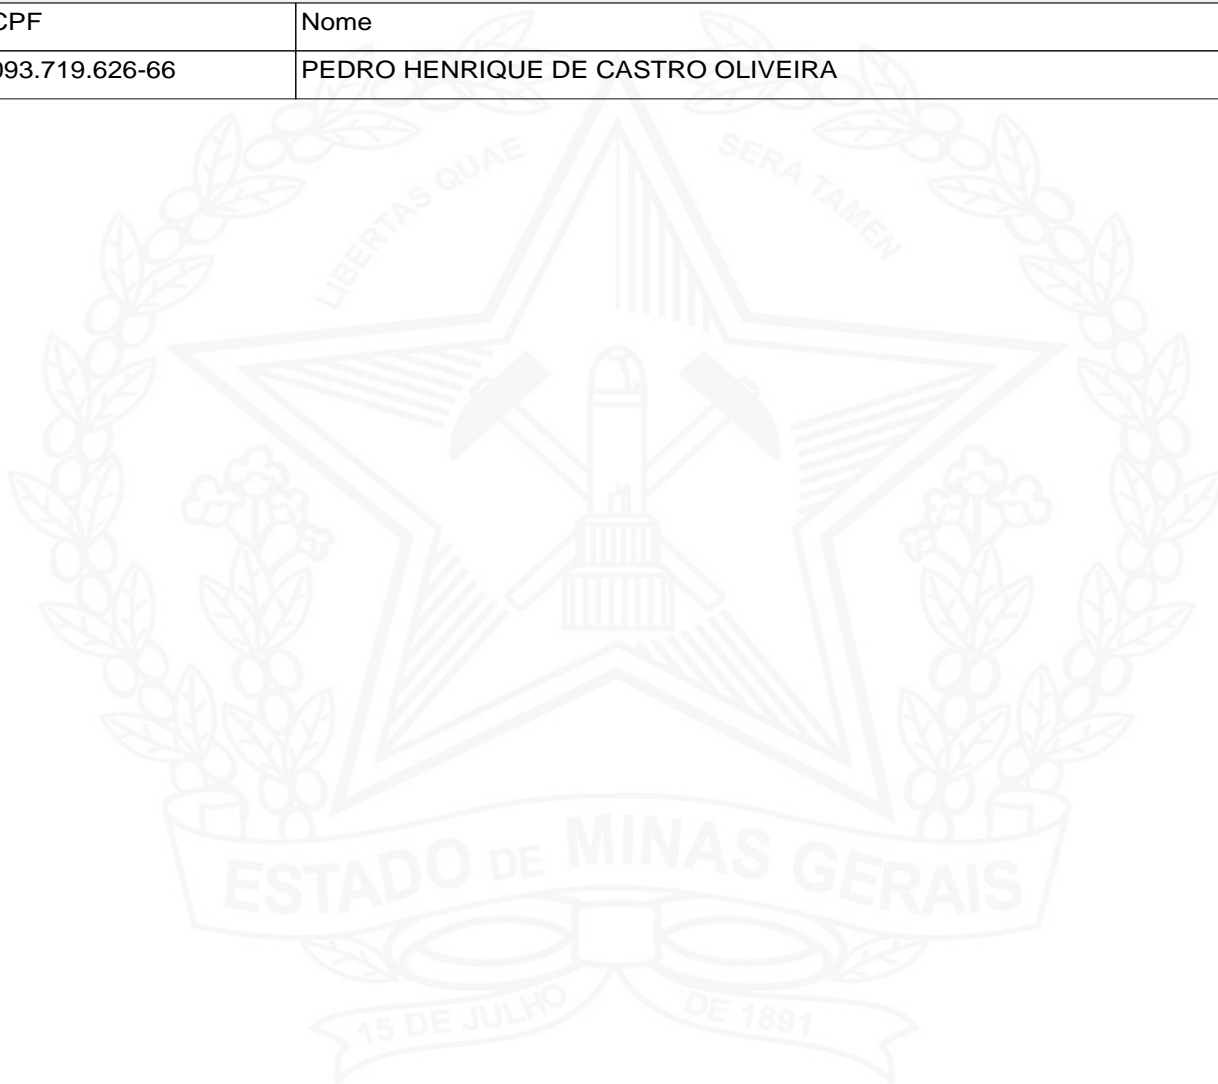 CPF Nome
093.719.626-66 PEDRO HENRIQUE DE CASTRO OLIVEIRA
LIBERTAS QUAE SERA TAMEN
ESTADO DE MINAS GERAIS
15 DE JULHO DE 1891